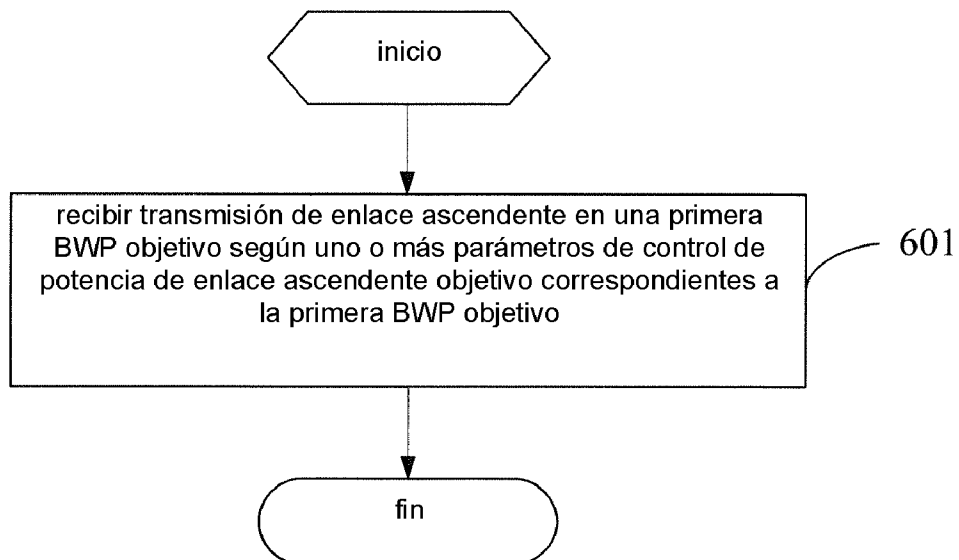 inicio
recibir transmisión de enlace ascendente en una primera
BWP objetivo según uno o más parámetros de control de
potencia de enlace ascendente objetivo correspondientes a
la primera BWP objetivo
601
fin